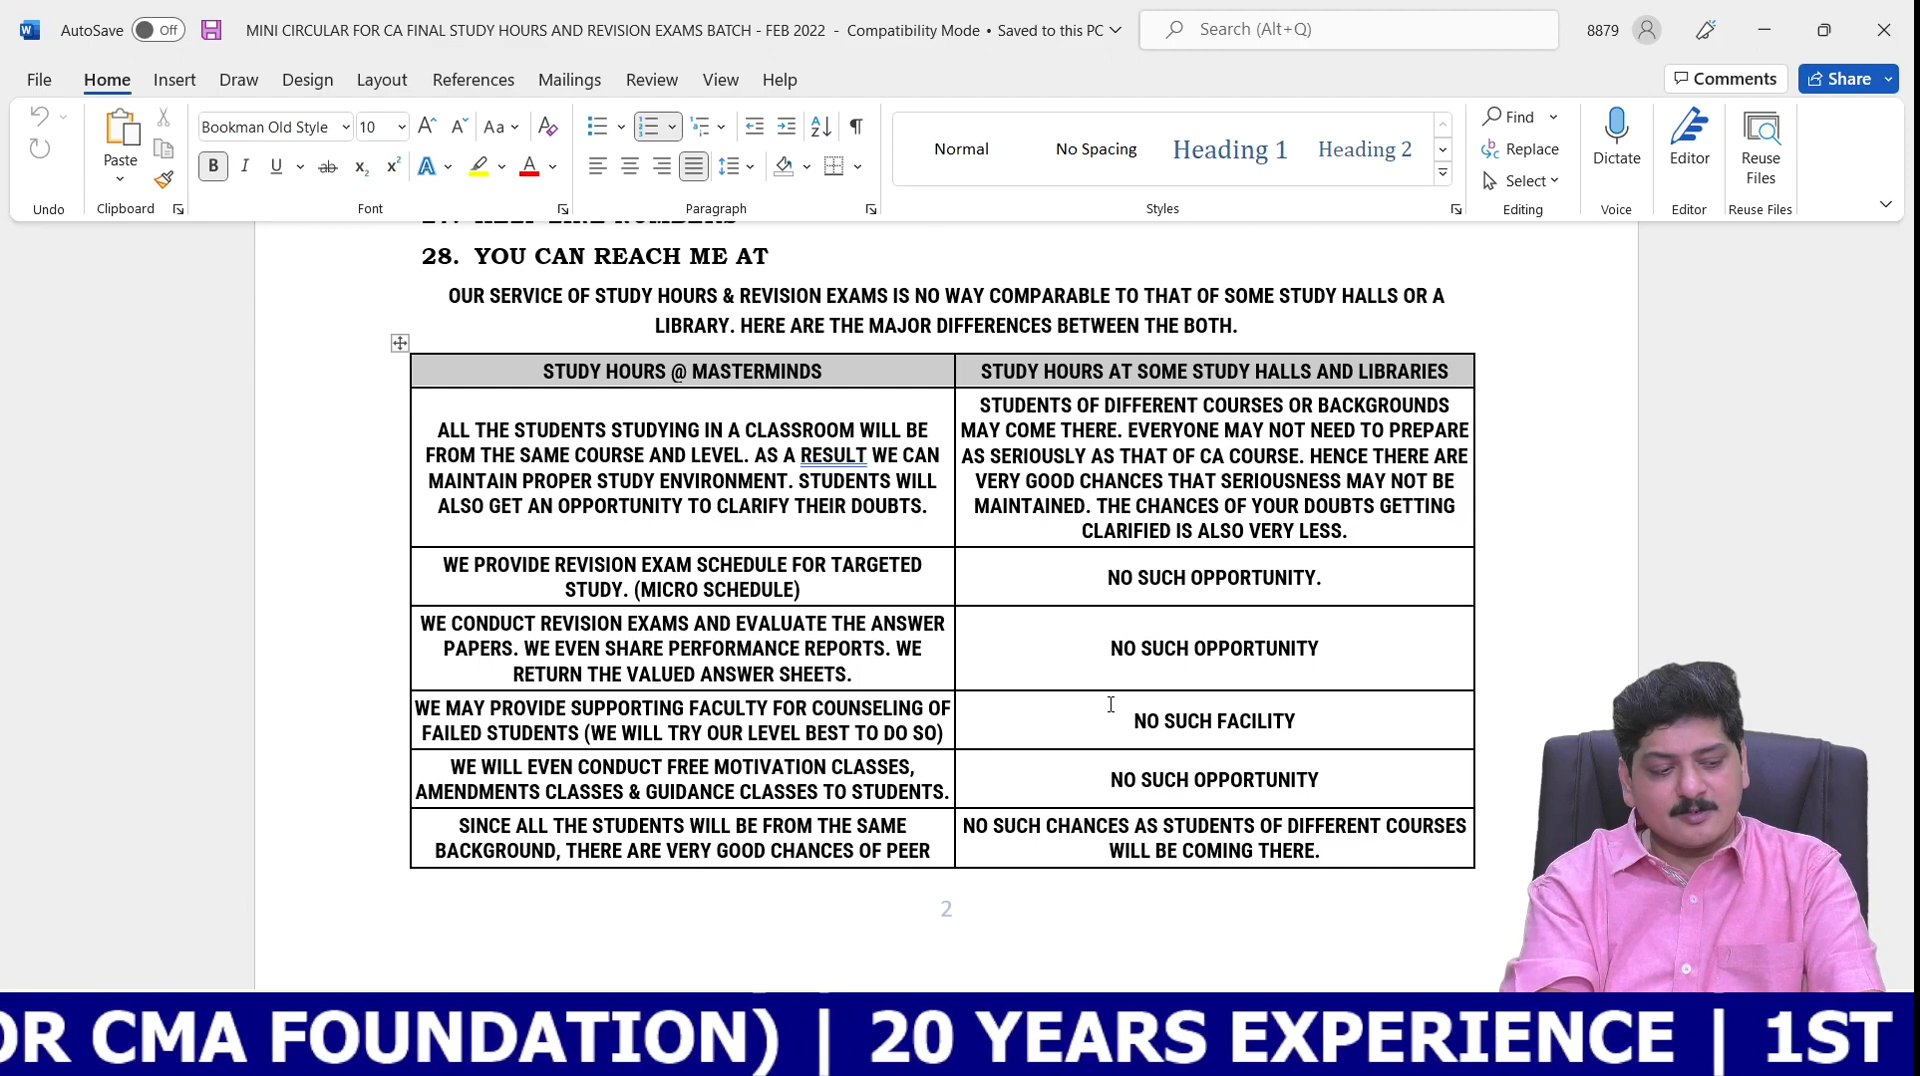 AutoSave Off MINI CIRCULAR FOR CA FINAL STUDY HOURS AND REVISION EXAMS BATCH - FEB 2022 - Compatibility Mode • Saved to this PC Search (Alt+Q) 8879
File Home Insert Draw Design Layout References Mailings Review View Help Comments Share
Bookman Old Style 10
Normal No Spacing Heading 1 Heading 2
Paste
Find
Replace
Select
Dictate
Editor
Reuse
Files
Undo Clipboard Font Paragraph Styles Editing Voice Editor Reuse Files
28. YOU CAN REACH ME AT
OUR SERVICE OF STUDY HOURS & REVISION EXAMS IS NO WAY COMPARABLE TO THAT OF SOME STUDY HALLS OR A
LIBRARY. HERE ARE THE MAJOR DIFFERENCES BETWEEN THE BOTH.
STUDY HOURS @ MASTERMINDS
STUDY HOURS AT SOME STUDY HALLS AND LIBRARIES
ALL THE STUDENTS STUDYING IN A CLASSROOM WILL BE
FROM THE SAME COURSE AND LEVEL. AS A RESULT WE CAN
MAINTAIN PROPER STUDY ENVIRONMENT. STUDENTS WILL
ALSO GET AN OPPORTUNITY TO CLARIFY THEIR DOUBTS.
STUDENTS OF DIFFERENT COURSES OR BACKGROUNDS
MAY COME THERE. EVERYONE MAY NOT NEED TO PREPARE
AS SERIOUSLY AS THAT OF CA COURSE. HENCE THERE ARE
VERY GOOD CHANCES THAT SERIOUSNESS MAY NOT BE
MAINTAINED. THE CHANCES OF YOUR DOUBTS GETTING
CLARIFIED IS ALSO VERY LESS.
WE PROVIDE REVISION EXAM SCHEDULE FOR TARGETED
STUDY. (MICRO SCHEDULE)
NO SUCH OPPORTUNITY.
WE CONDUCT REVISION EXAMS AND EVALUATE THE ANSWER
PAPERS. WE EVEN SHARE PERFORMANCE REPORTS. WE
RETURN THE VALUED ANSWER SHEETS.
NO SUCH OPPORTUNITY
WE MAY PROVIDE SUPPORTING FACULTY FOR COUNSELING OF
FAILED STUDENTS (WE WILL TRY OUR LEVEL BEST TO DO SO)
NO SUCH FACILITY
WE WILL EVEN CONDUCT FREE MOTIVATION CLASSES,
AMENDMENTS CLASSES & GUIDANCE CLASSES TO STUDENTS.
NO SUCH OPPORTUNITY
SINCE ALL THE STUDENTS WILL BE FROM THE SAME
BACKGROUND, THERE ARE VERY GOOD CHANCES OF PEER
NO SUCH CHANCES AS STUDENTS OF DIFFERENT COURSES
WILL BE COMING THERE.
2
OR CMA FOUNDATION) | 20 YEARS EXPERIENCE | 1ST